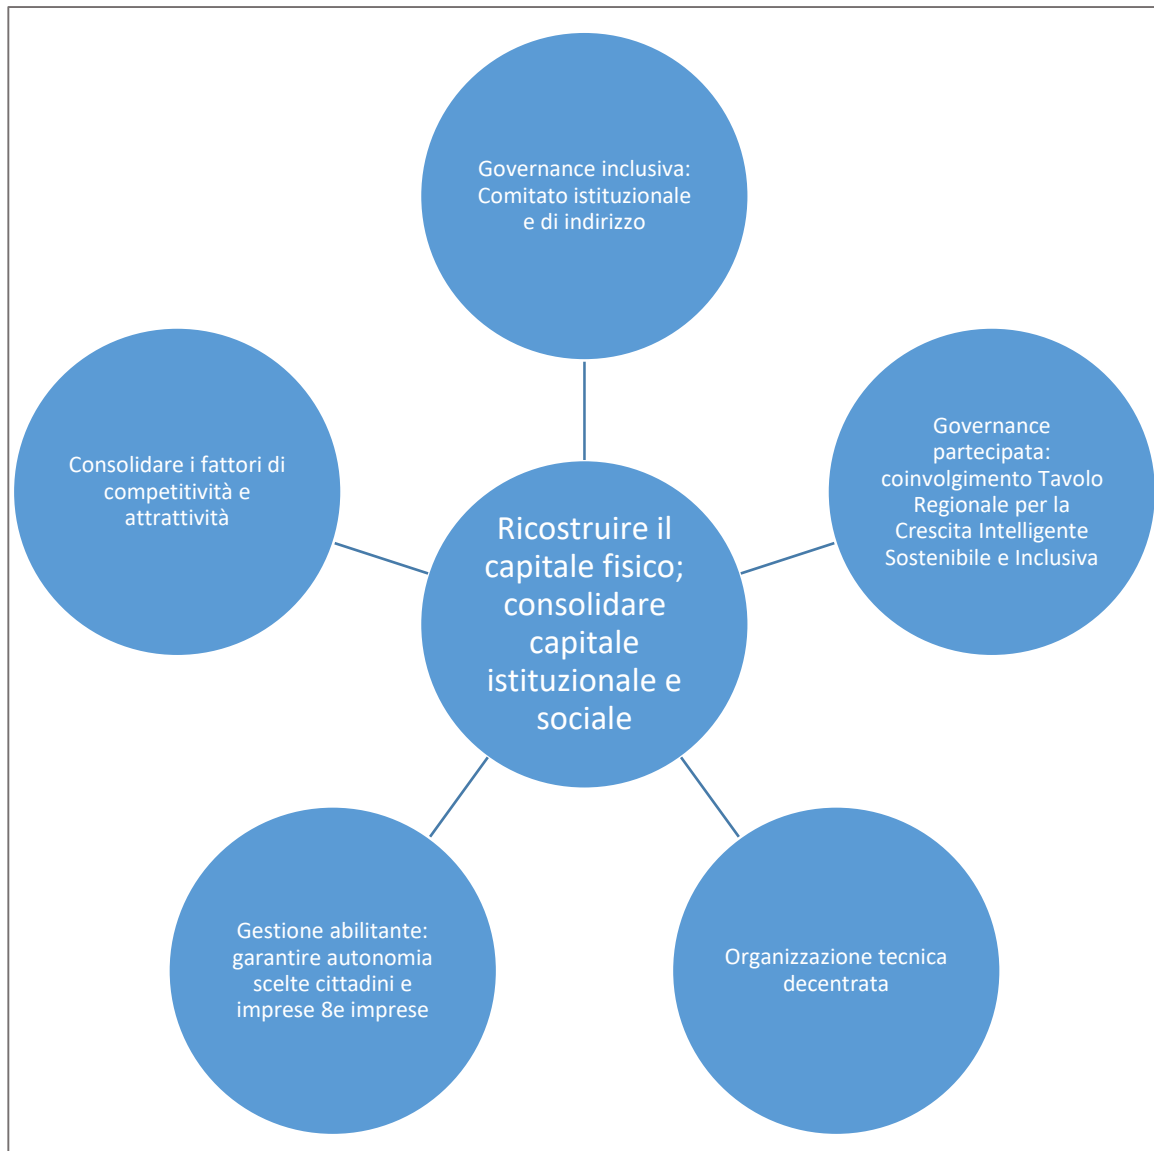 Governance inclusiva:
Comitato istituzionale
e di indirizzo
Governance
partecipata:
coinvolgimento Tavolo
Regionale per la
Crescita Intelligente
Sostenibile e Inclusiva
Consolidare i fattori di
competitività e
attrattività
Ricostruire il
capitale fisico;
consolidare
capitale
istituzionale e
sociale
Gestione abilitante:
garantire autonomia
scelte cittadini e
imprese 8e imprese
Organizzazione tecnica
decentrata